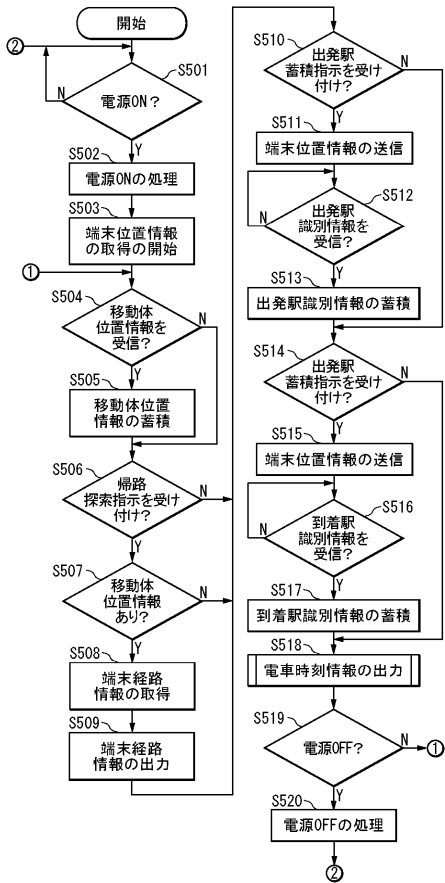 開始
②
S501
電源ON?
N
Y
S502
電源ONの処理
S503
端末位置情報
の取得の開始
①
S504
移動体
位置情報を
受信?
N
Y
S505
移動体位置
情報の蓄積
S506
帰路
探索指示を受け
付け?
N
Y
S507
移動体
位置情報
あり?
N
Y
S508
端末経路
情報の取得
S509
端末経路
情報の出力
S510
出発駅
蓄積指示を受け
付け?
N
Y
S511
端末位置情報の送信
S512
出発駅
識別情報を
受信?
N
Y
S513
出発駅識別情報の蓄積
S514
出発駅
蓄積指示を受け
付け?
N
Y
S515
端末位置情報の送信
S516
到着駅
識別情報を
受信?
N
Y
S517
到着駅識別情報の蓄積
S518
電車時刻情報の出力
S519
電源OFF?
N
①
Y
S520
電源OFFの処理
②